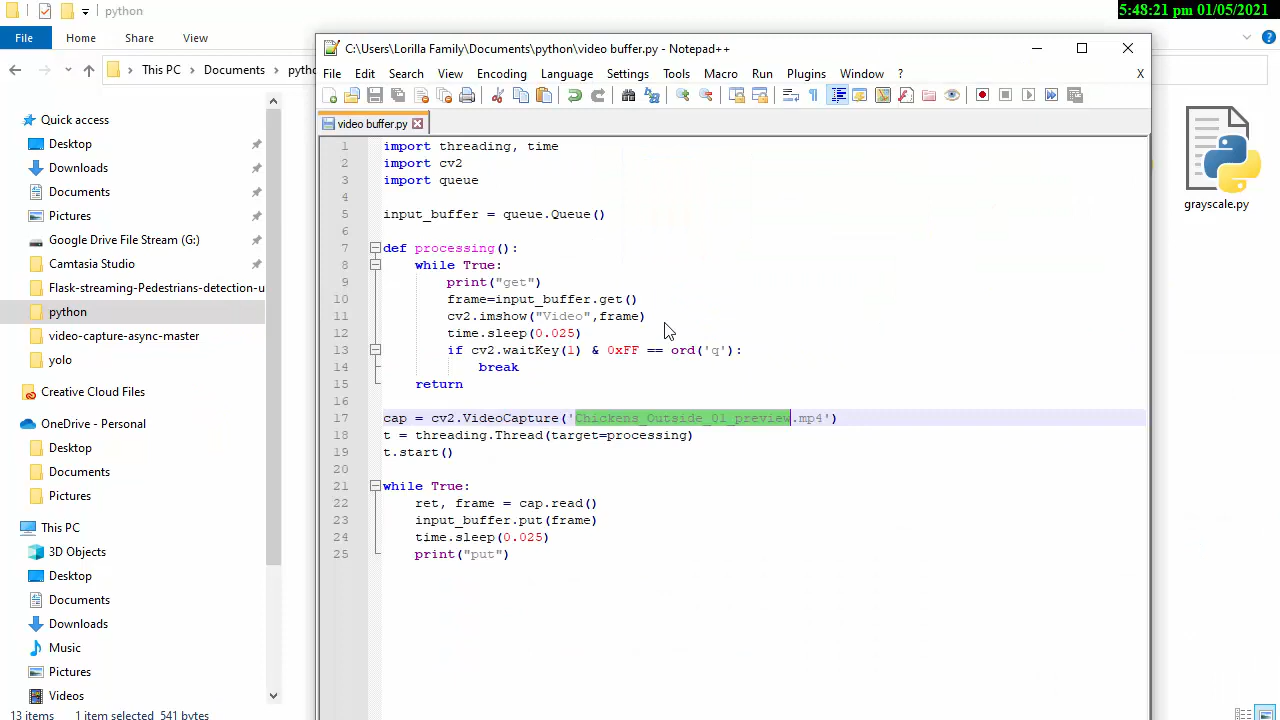 python
5:48:21 pm 01/05/2021
File Home Share View
This PC Documents pytho
Quick access
Desktop
Downloads
Documents
Pictures
Google Drive File Stream (G:)
Camtasia Studio
Flask-streaming-Pedestrians-detection-u
python
video-capture-async-master
yolo
Creative Cloud Files
OneDrive - DePaul University
Desktop
Documents
Pictures
This PC
3D Objects
Desktop
Documents
Downloads
Music
Pictures
Videos
13 items 1 item selected 541 bytes
C:\Users\Lorilla Family\Documents\python\video buffer.py - Notepad++
File Edit Search View Encoding Language Settings Tools Macro Run Plugins Window ? X
video buffer.py
1 import threading, time
2 import cv2
3 import queue
4
5 input_buffer = queue.Queue()
6
7 def processing():
8 while True:
9 print("get")
10 frame=input_buffer.get()
11 cv2.imshow("Video",frame)
12 time.sleep(0.025)
13 if cv2.waitKey(1) & 0xFF == ord('q'):
14 break
15 return
16
17 cap = cv2.VideoCapture('Chickens_Outside_01_preview.mp4')
18 t = threading.Thread(target=processing)
19 t.start()
20
21 while True:
22 ret, frame = cap.read()
23 input_buffer.put(frame)
24 time.sleep(0.025)
25 print("put")
grayscale.py